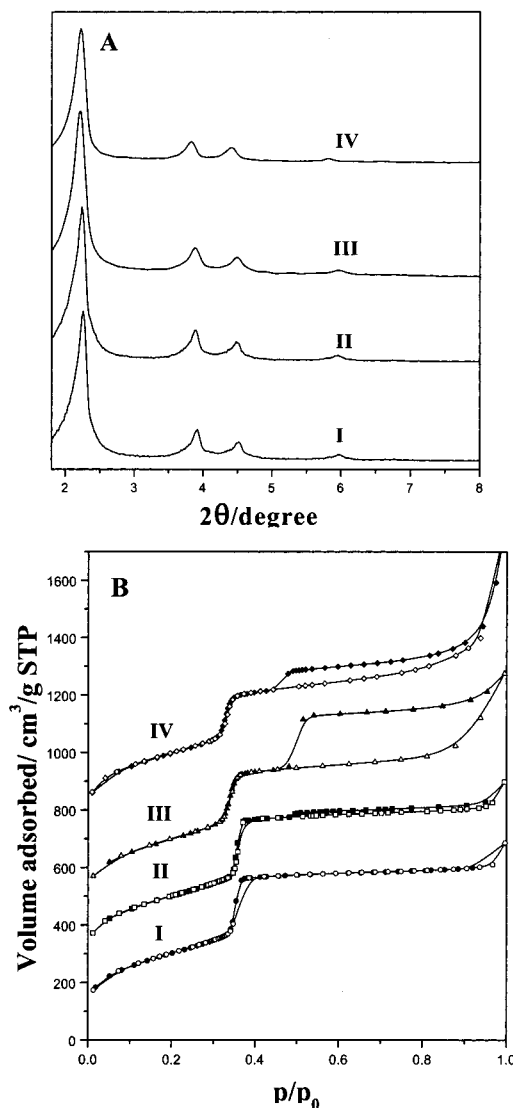 A
IV
III
II
I
2 3 4 5 6 7 8
2θ/degree
B
1600
1400
1200
1000
800
600
400
200
0
IV
III
II
I
0.0 0.2 0.4 0.6 0.8 1.0
Volume adsorbed/ cm³/g STP
p/p₀